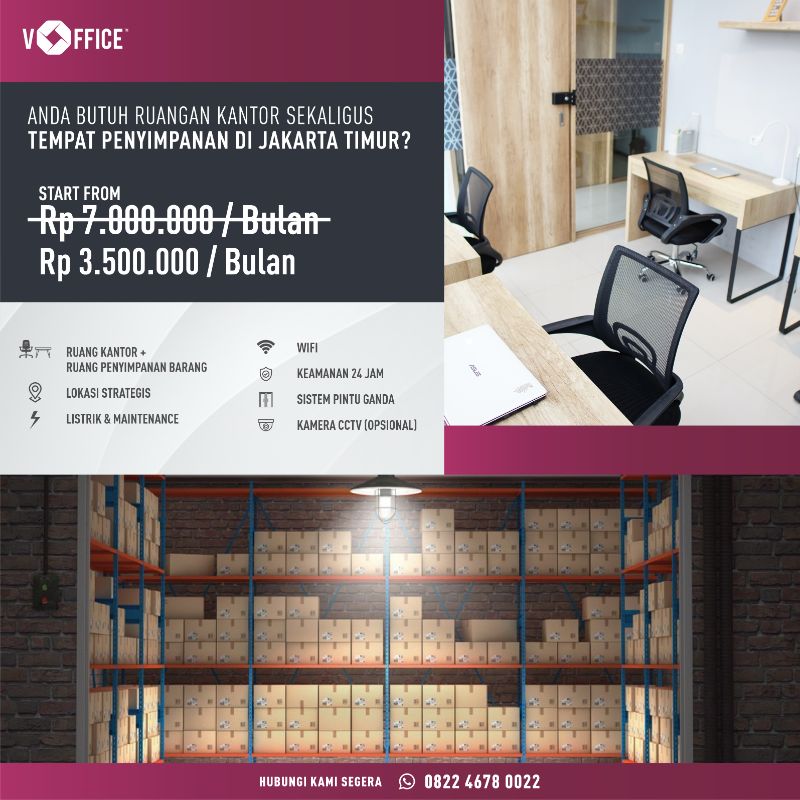 VOFFICE
ANDA BUTUH RUANGAN KANTOR SEKALIGUS
TEMPAT PENYIMPANAN DI JAKARTA TIMUR?
START FROM
Rp 7.000.000 / Bulan
Rp 3.500.000 / Bulan
RUANG KANTOR +
RUANG PENYIMPANAN BARANG
LOKASI STRATEGIS
LISTRIK & MAINTENANCE
WIFI
KEAMANAN 24 JAM
SISTEM PINTU GANDA
KAMERA CCTV (OPSIONAL)
ASUS
HUBUNGI KAMI SEGERA
0822 4678 0022